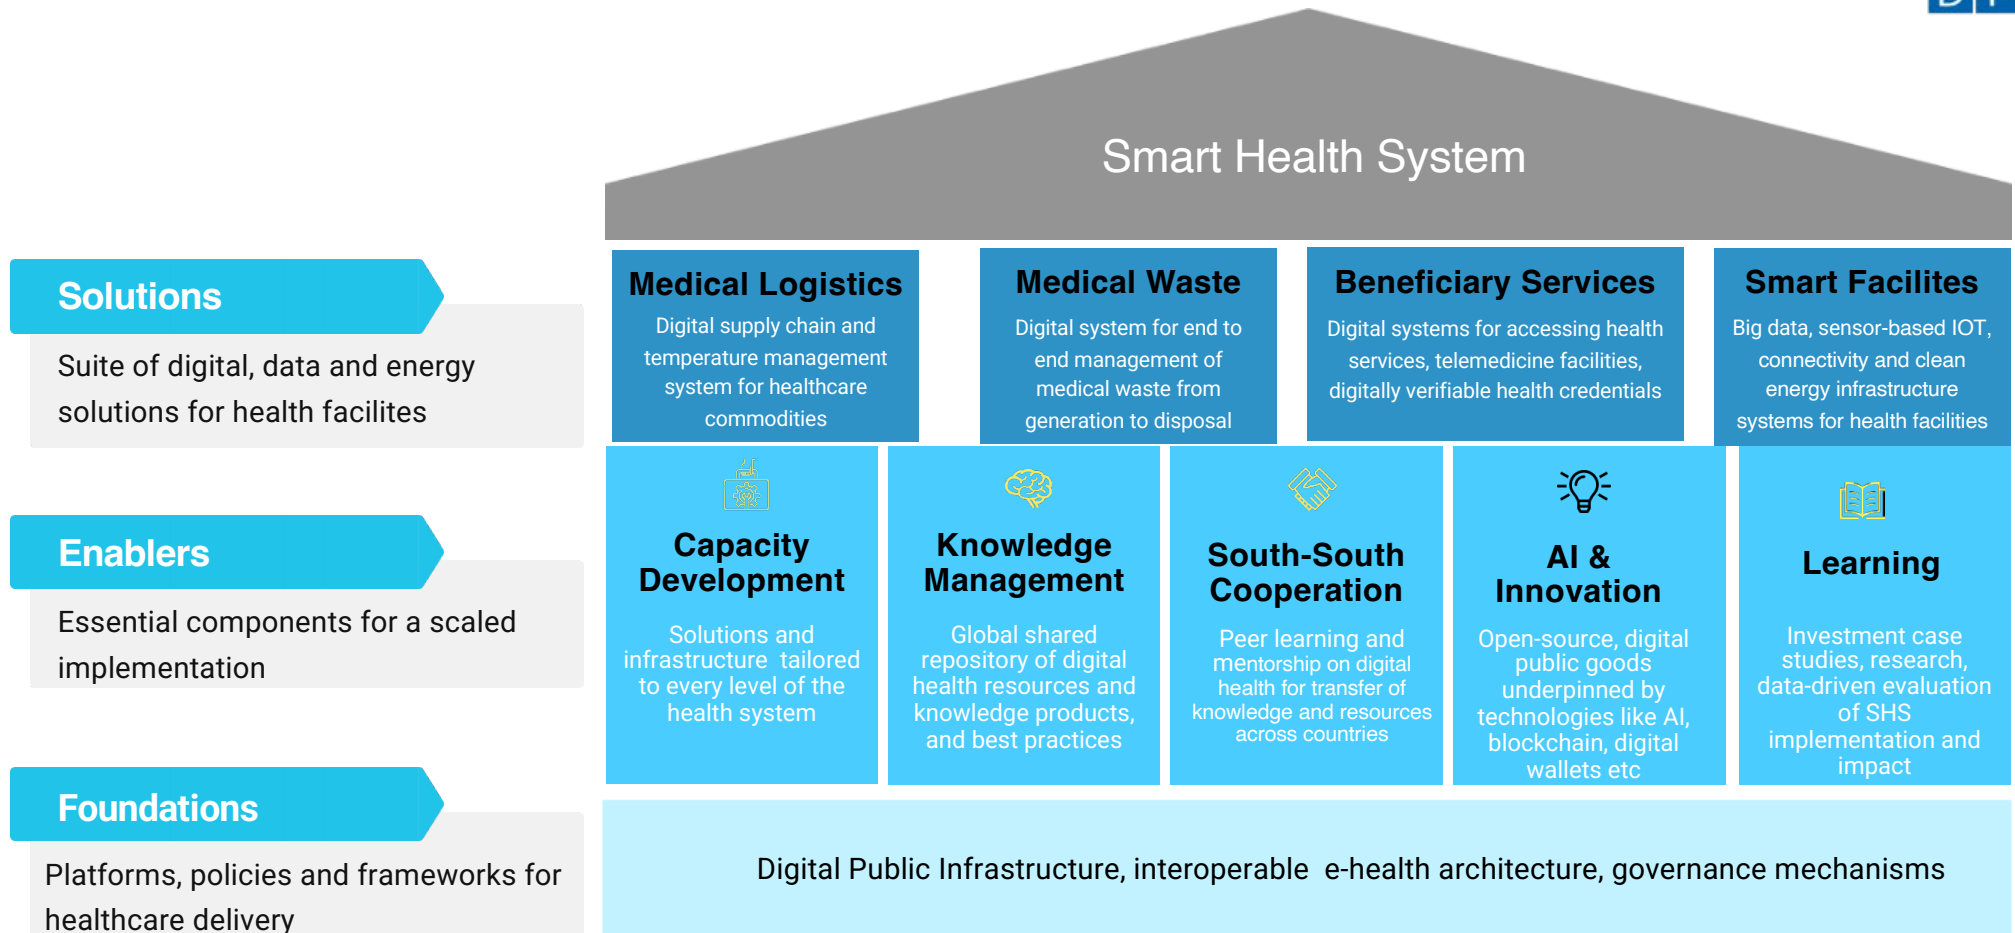 Smart Health System
Solutions
Suite of digital, data and energy
solutions for health facilites
Medical Logistics
Digital supply chain and
temperature management
system for healthcare
commodities
Medical Waste
Digital system for end to
end management of
medical waste from
generation to disposal
Beneficiary Services
Digital systems for accessing health
services, telemedicine facilities,
digitally verifiable health credentials
Smart Facilites
Big data, sensor-based IOT,
connectivity and clean
energy infrastructure
systems for health facilities
Enablers
Essential components for a scaled
implementation
Capacity
Development
Solutions and
infrastructure tailored
to every level of the
health system
Knowledge
Management
Global shared
repository of digital
health resources and
knowledge products,
and best practices
South-South
Cooperation
Peer learning and
mentorship on digital
health for transfer of
knowledge and resources
across countries
AI &
Innovation
Open-source, digital
public goods
underpinned by
technologies like AI,
blockchain, digital
wallets etc
Learning
Investment case
studies, research,
data-driven evaluation
of SHS
implementation and
impact
Foundations
Platforms, policies and frameworks for
healthcare delivery
Digital Public Infrastructure, interoperable e-health architecture, governance mechanisms